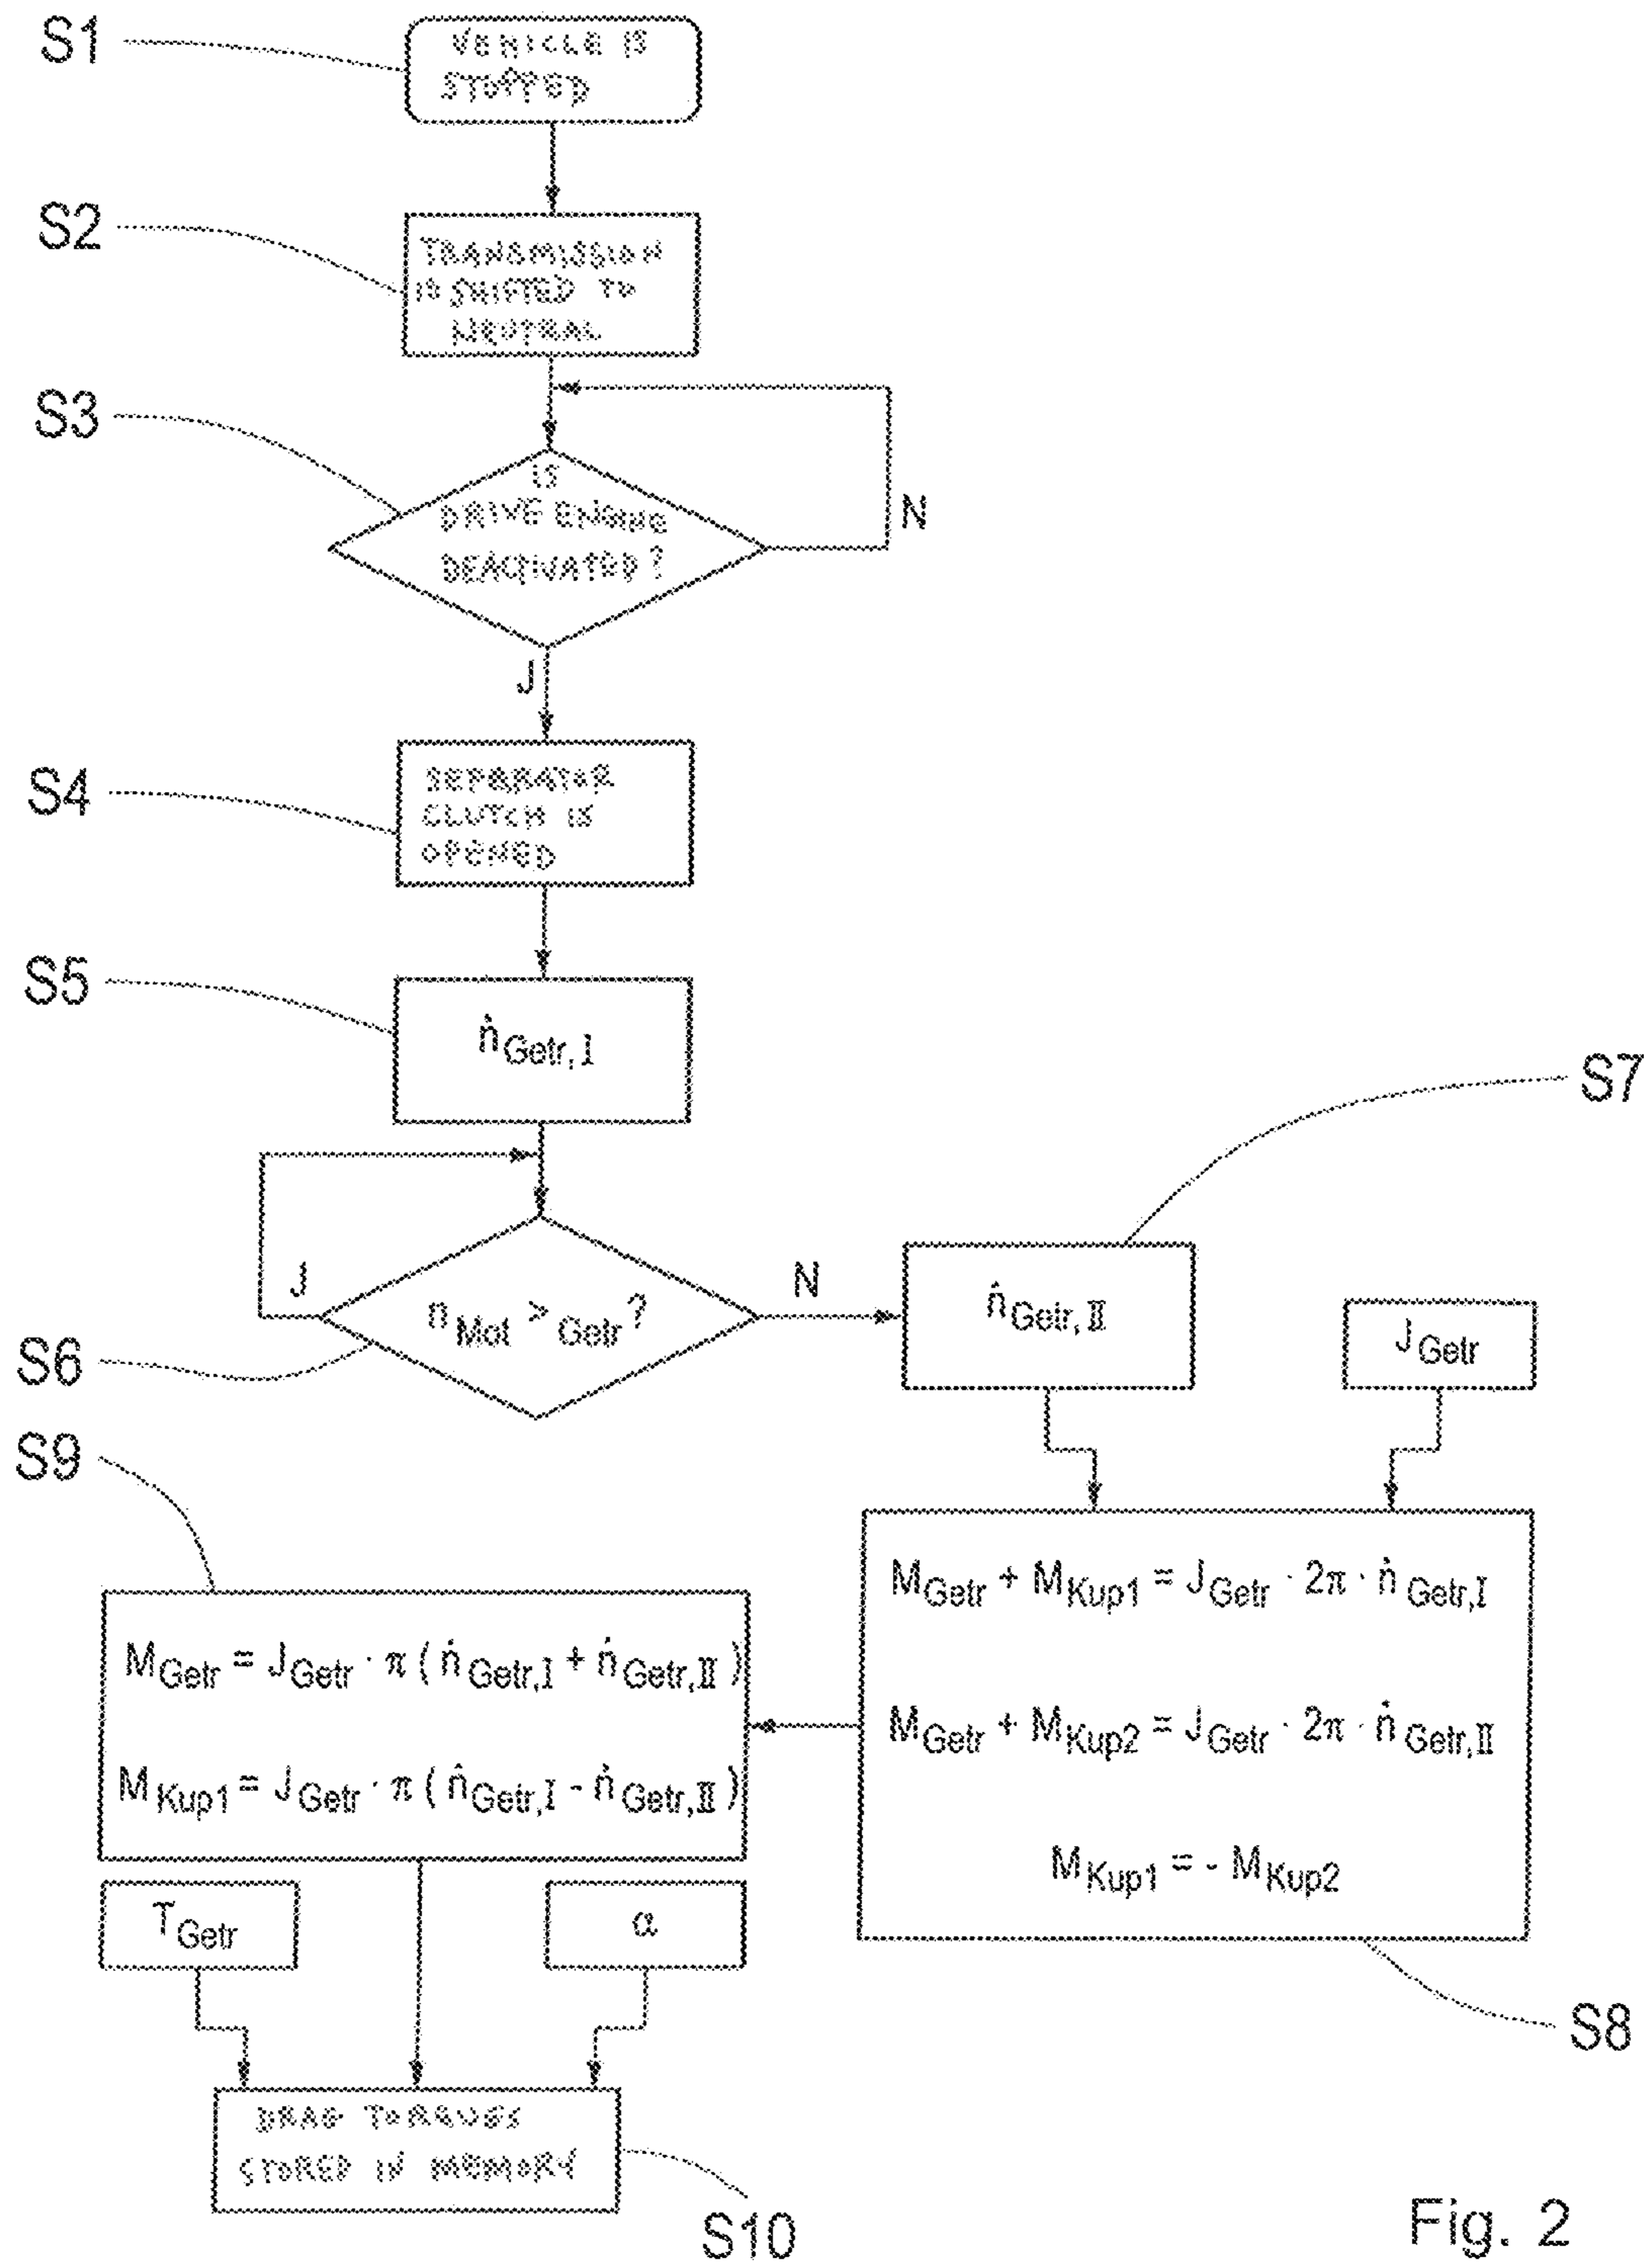 S1
VEHICLE IS
STOPPED
S2
TRANSMISSION
IS SHIFTED TO
NEUTRAL
S3
IS
DRIVE ENGINE
DEACTIVATED?
N
J
S4
SEPARATOR
CLUTCH IS
OPENED
S5
ṅGetr,I
S6
nMot > Getr?
J
N
S7
ṅGetr,II
JGetr
MGetr + MKup1 = JGetr · 2π · ṅGetr,I
MGetr + MKup2 = JGetr · 2π · ṅGetr,II
MKup1 = - MKup2
S8
S9
MGetr = JGetr · π ( ṅGetr,I + ṅGetr,II )
MKup1 = JGetr · π ( ṅGetr,I - ṅGetr,II )
TGetr
α
DRAG TORQUES
STORED IN MEMORY
S10
Fig. 2